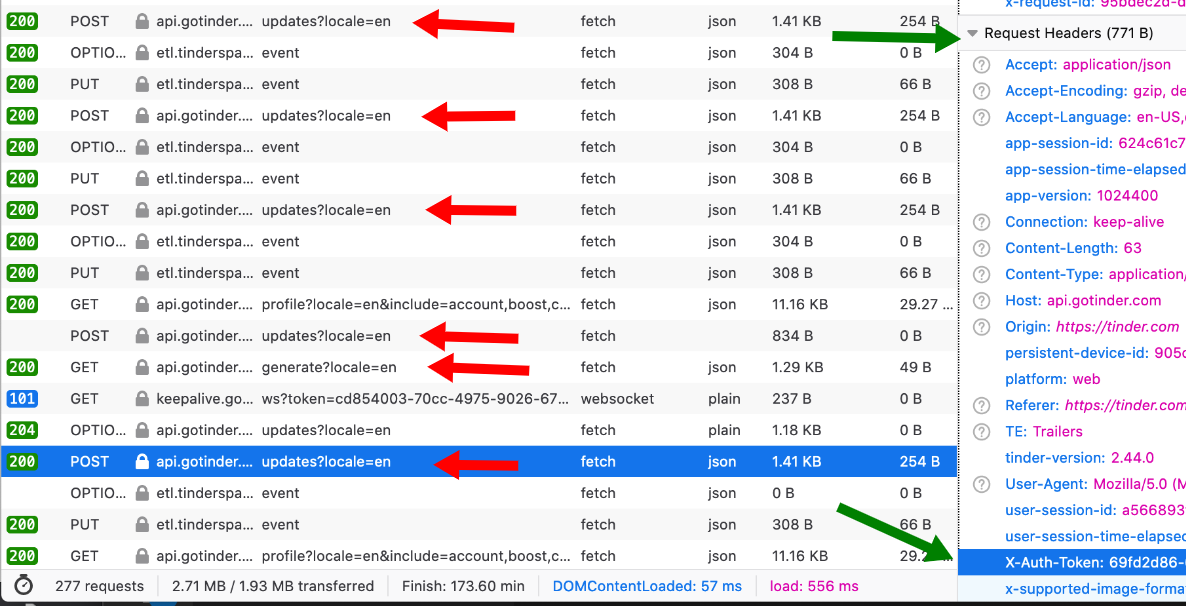 200 POST api.gotinder.... updates?locale=en fetch json 1.41 KB 254 B
200 OPTIO... etl.tinderspa... event fetch json 304 B 0 B
200 PUT etl.tinderspa... event fetch json 308 B 66 B
200 POST api.gotinder.... updates?locale=en fetch json 1.41 KB 254 B
200 OPTIO... etl.tinderspa... event fetch json 304 B 0 B
200 PUT etl.tinderspa... event fetch json 308 B 66 B
200 POST api.gotinder.... updates?locale=en fetch json 1.41 KB 254 B
200 OPTIO... etl.tinderspa... event fetch json 304 B 0 B
200 PUT etl.tinderspa... event fetch json 308 B 66 B
200 GET api.gotinder.... profile?locale=en&include=account,boost,c... fetch json 11.16 KB 29.27 ...
POST api.gotinder.... updates?locale=en fetch 834 B 0 B
200 GET api.gotinder.... generate?locale=en fetch json 1.29 KB 49 B
101 GET keepalive.go... ws?token=cd854003-70cc-4975-9026-67... websocket plain 237 B 0 B
204 OPTIO... api.gotinder.... updates?locale=en fetch plain 1.18 KB 0 B
200 POST api.gotinder.... updates?locale=en fetch json 1.41 KB 254 B
OPTIO... etl.tinderspa... event fetch json 0 B 0 B
200 PUT etl.tinderspa... event fetch json 308 B 66 B
200 GET api.gotinder.... profile?locale=en&include=account,boost,c... fetch json 11.16 KB 29.2
277 requests 2.71 MB / 1.93 MB transferred Finish: 173.60 min DOMContentLoaded: 57 ms load: 556 ms
x-request-id: 95bdec2d-d
Request Headers (771 B)
Accept: application/json
Accept-Encoding: gzip, de
Accept-Language: en-US,
app-session-id: 624c61c7
app-session-time-elapsed
app-version: 1024400
Connection: keep-alive
Content-Length: 63
Content-Type: application/
Host: api.gotinder.com
Origin: https://tinder.com
persistent-device-id: 905
platform: web
Referer: https://tinder.com
TE: Trailers
tinder-version: 2.44.0
User-Agent: Mozilla/5.0 (M
user-session-id: a566893
user-session-time-elapsed
X-Auth-Token: 69fd2d86-
x-supported-image-forma